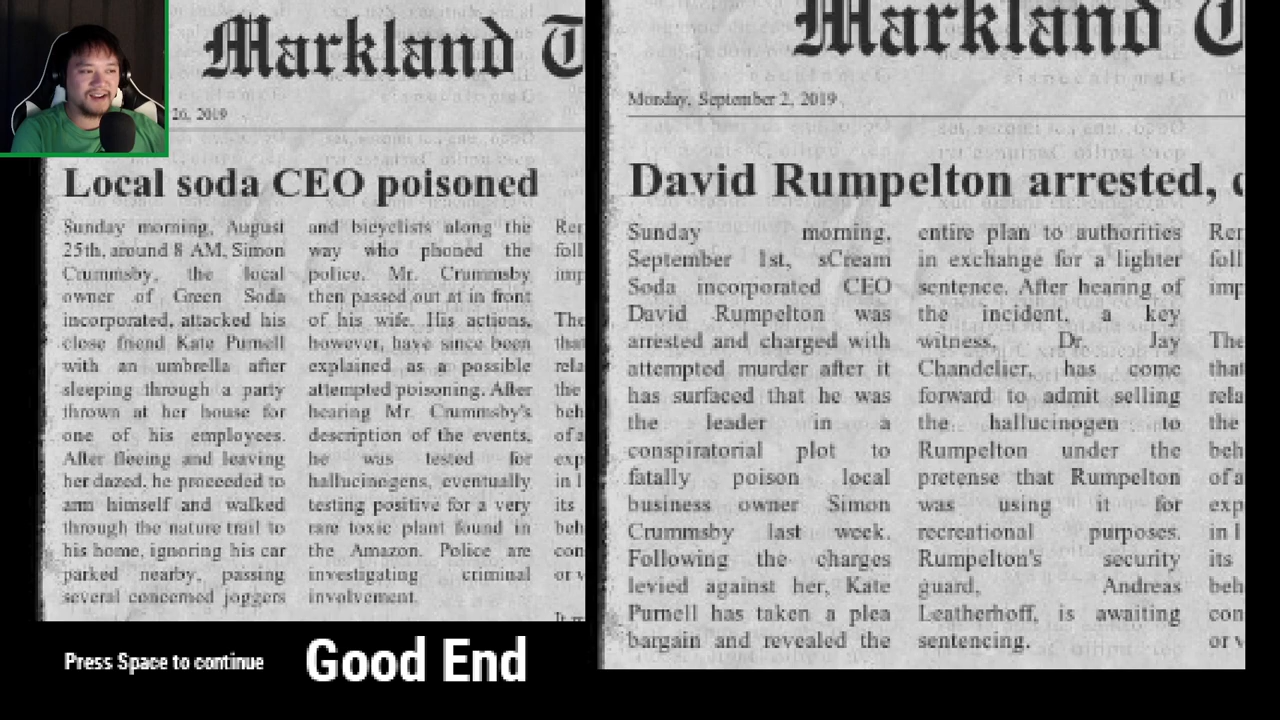 Markland T
26, 2019
Local soda CEO poisoned
Sunday morning, August
25th, around 8 AM, Simon
Crummsby, the local
owner of Green Soda
incorporated, attacked his
close friend Kate Purnell
with an umbrella after
sleeping through a party
thrown at her house for
one of his employees.
After fleeing and leaving
her dazed, he proceeded to
arm himself and walked
through the nature trail to
his home, ignoring his car
parked nearby, passing
several concerned joggers
and bicyclists along the
way who phoned the
police. Mr. Crummsby
then passed out at in front
of his wife. His actions,
however, have since been
explained as a possible
attempted poisoning. After
hearing Mr. Crummsby's
description of the events,
he was tested for
hallucinogens, eventually
testing positive for a very
rare toxic plant found in
the Amazon. Police are
investigating criminal
involvement.
Press Space to continue
Good End
Markland T
Monday, September 2, 2019
David Rumpelton arrested, c
Sunday morning,
September 1st, sCream
Soda incorporated CEO
David Rumpelton was
arrested and charged with
attempted murder after it
has surfaced that he was
the leader in a
conspiratorial plot to
fatally poison local
business owner Simon
Crummsby last week.
Following the charges
levied against her, Kate
Purnell has taken a plea
bargain and revealed the
entire plan to authorities
in exchange for a lighter
sentence. After hearing of
the incident, a key
witness, Dr. Jay
Chandelier, has come
forward to admit selling
the hallucinogen to
Rumpelton under the
pretense that Rumpelton
was using it for
recreational purposes.
Rumpelton's security
guard, Andreas
Leatherhoff, is awaiting
sentencing.